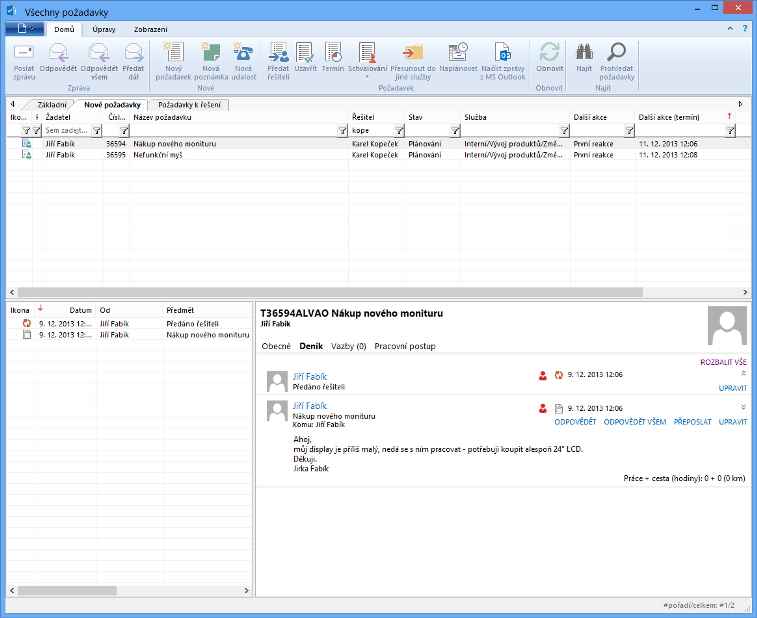 Všechny požadavky
Domů Úpravy Zobrazení
Poslat zprávu Odpovědět Odpovědět všem Předat dál Nový požadavek Nová poznámka Nová událost Předat řešiteli Uzavřít Termín Schvalování Přesunout do jiné služby Naplánovat Načíst zprávy z MS Outlook Obnovit Najít Prohledat požadavky
Zpráva Nové Požadavek Obnovit Najít
Základní Nové požadavky Požadavky k řešení
Iko... Žadatel Čísl... Název požadavku Řešitel Stav Služba Další akce Další akce (termín)
Sem zadejt... kope
Jiří Fabík 36594 Nákup nového monituru Karel Kopeček Plánování Interní/Vývoj produktů/Změ... První reakce 11. 12. 2013 12:06
Jiří Fabík 36595 Nefunkční myš Karel Kopeček Plánování Interní/Vývoj produktů/Změ... První reakce 11. 12. 2013 12:08
Ikona Datum Od Předmět
9. 12. 2013 12:... Jiří Fabík Předáno řešiteli
9. 12. 2013 12:... Jiří Fabík Nákup nového monituru
T36594ALVAO Nákup nového monituru
Jiří Fabík
Obecné Deník Vazby (0) Pracovní postup
ROZBALIT VŠE
Jiří Fabík 9. 12. 2013 12:06
Předáno řešiteli
UPRAVIT
Jiří Fabík 9. 12. 2013 12:06
Nákup nového monituru
Komu: Jiří Fabík
ODPOVĚDĚT ODPOVĚDĚT VŠEM PŘEPOSLAT UPRAVIT
Ahoj,
můj display je příliš malý, nedá se s ním pracovat - potřebuji koupit alespoň 24" LCD.
Děkuji.
Jirka Fabík
Práce + cesta (hodiny): 0 + 0 (0 km)
#pořadí/celkem: #1/2